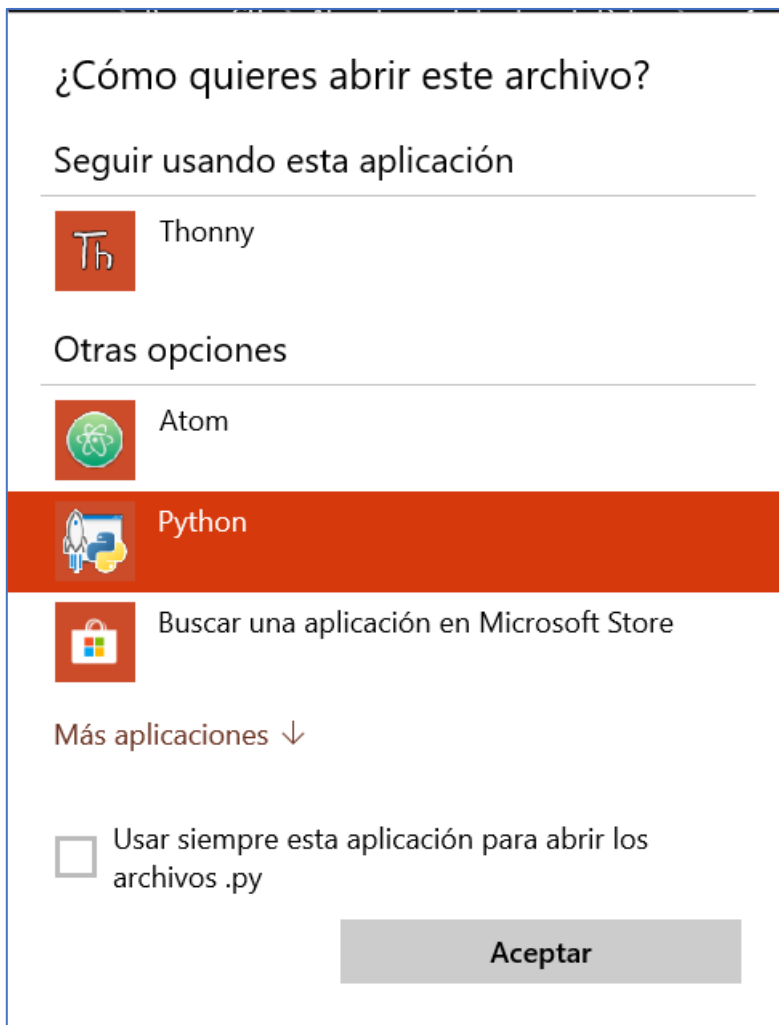 ¿Cómo quieres abrir este archivo?
Seguir usando esta aplicación
Th
Thonny
Otras opciones
Atom
Python
Buscar una aplicación en Microsoft Store
Más aplicaciones ↓
Usar siempre esta aplicación para abrir los
archivos .py
Aceptar